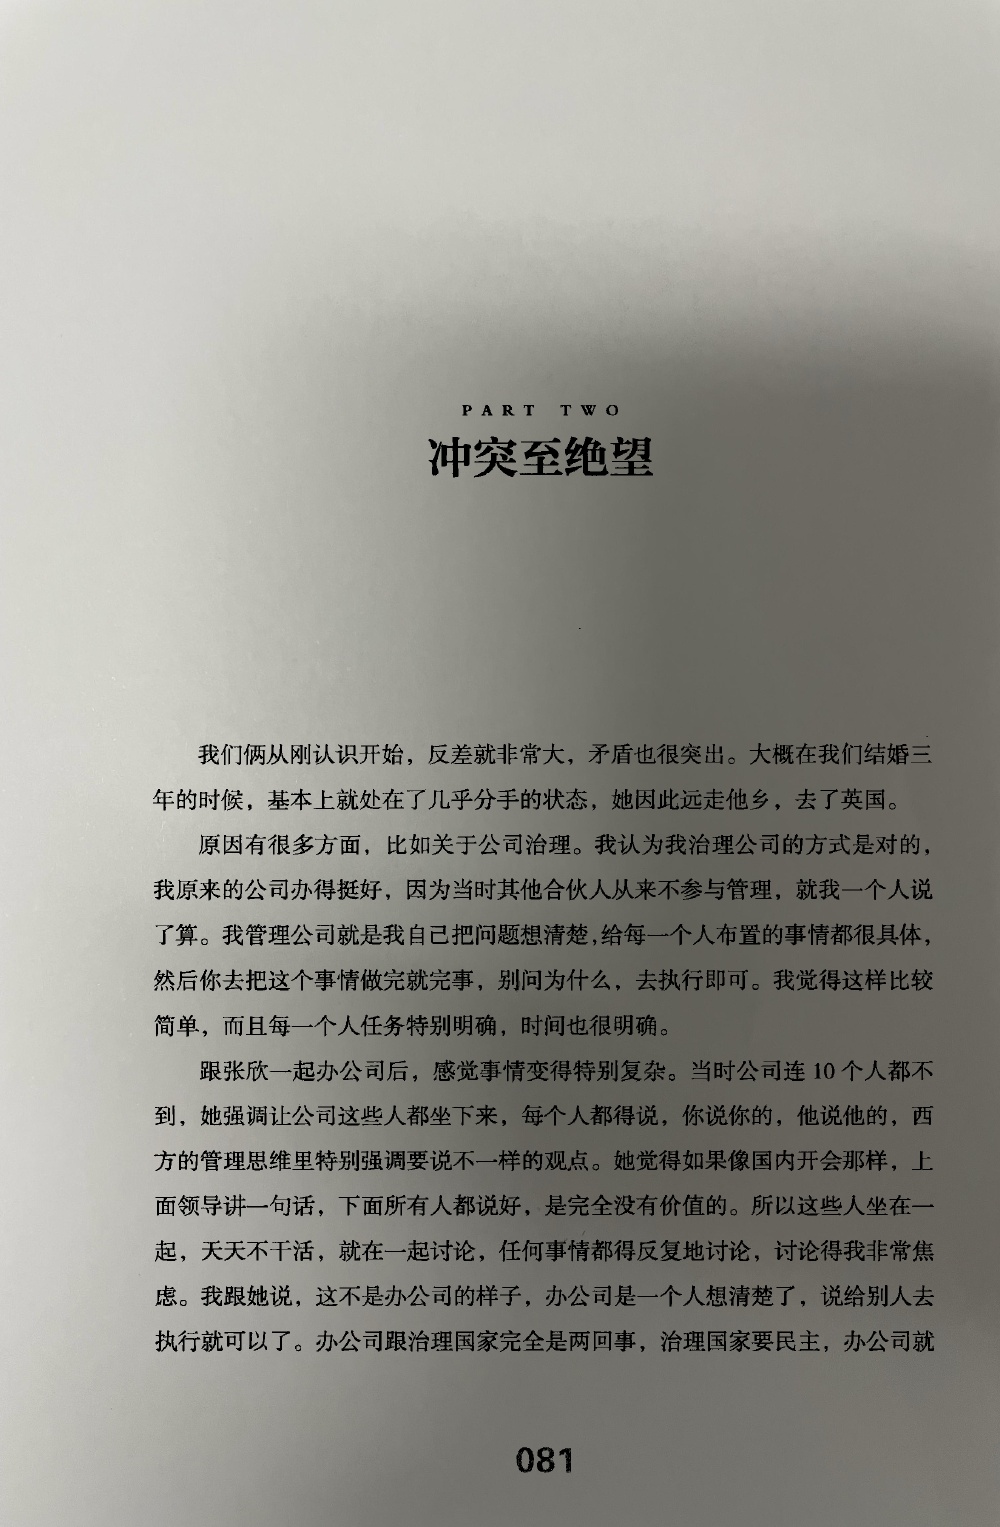 PART TWO
冲突至绝望
我们俩从刚认识开始，反差就非常大，矛盾也很突出。大概在我们结婚三
年的时候，基本上就处在了几乎分手的状态，她因此远走他乡，去了英国。
原因有很多方面，比如关于公司治理。我认为我治理公司的方式是对的，
我原来的公司办得挺好，因为当时其他合伙人从来不参与管理，就我一个人说
了算。我管理公司就是我自己把问题想清楚，给每一个人布置的事情都很具体，
然后你去把这个事情做完就完事，别问为什么，去执行即可。我觉得这样比较
简单，而且每一个人任务特别明确，时间也很明确。
跟张欣一起办公司后，感觉事情变得特别复杂。当时公司连 10 个人都不
到，她强调让公司这些人都坐下来，每个人都得说，你说你的，他说他的，西
方的管理思维里特别强调要说不一样的观点。她觉得如果像国内开会那样，上
面领导讲一句话，下面所有人都说好，是完全没有价值的。所以这些人坐在一
起，天天不干活，就在一起讨论，任何事情都得反复地讨论，讨论得我非常焦
虑。我跟她说，这不是办公司的样子，办公司是一个人想清楚了，说给别人去
执行就可以了。办公司跟治理国家完全是两回事，治理国家要民主，办公司就
081